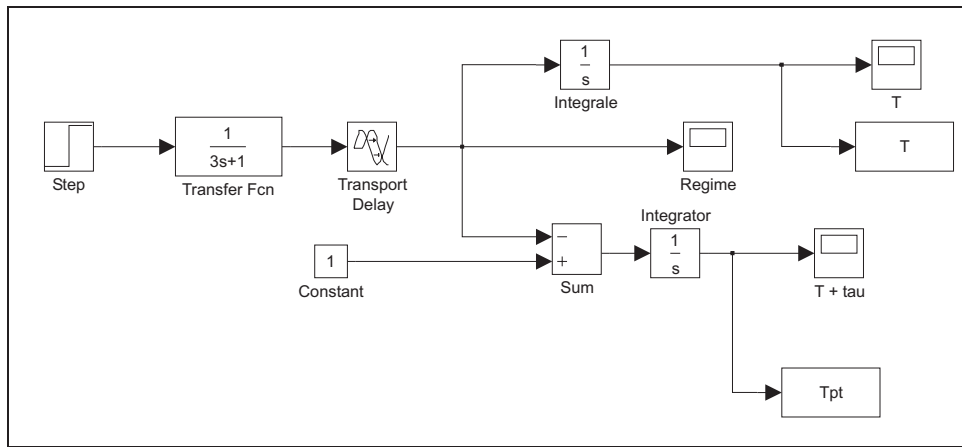 1
s
Integrale
T
T
Step
1
3s+1
Transfer Fcn
Transport
Delay
Regime
Integrator
1
Constant
−
+
Sum
1
s
T + tau
Tpt